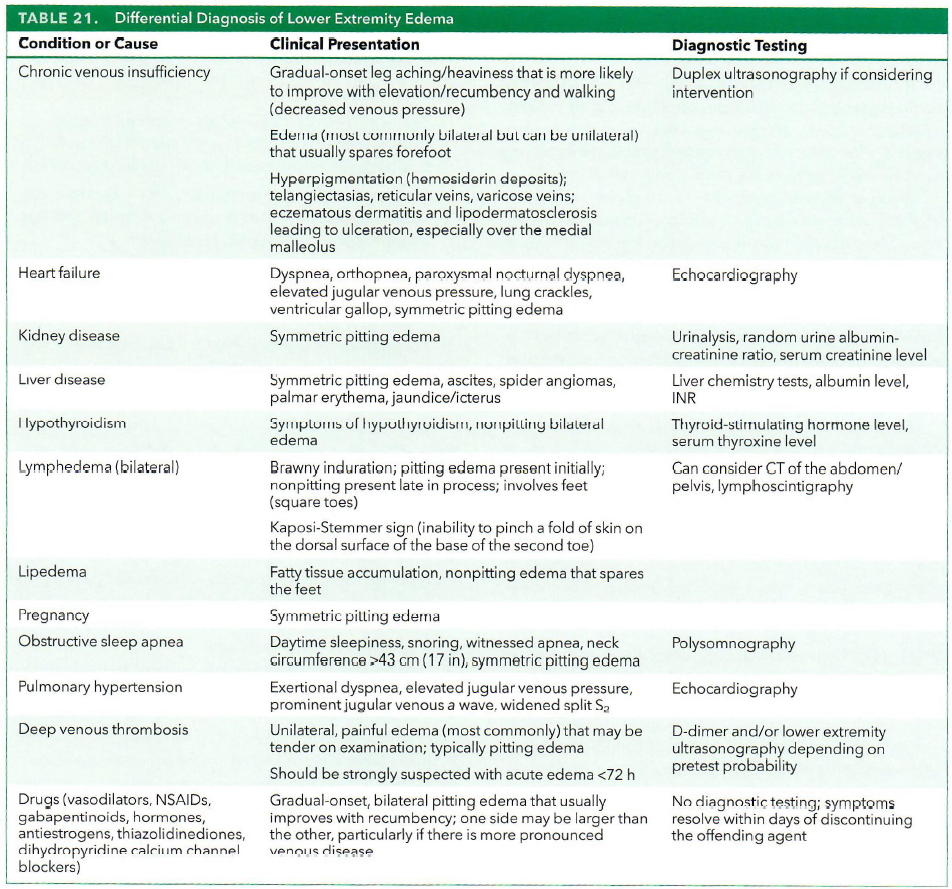 TABLE 21. Differential Diagnosis of Lower Extremity Edema
Condition or Cause
Clinical Presentation
Diagnostic Testing
Chronic venous insufficiency
Gradual-onset leg aching/heaviness that is more likely
to improve with elevation/recumbency and walking
(decreased venous pressure)
Edema (most commonly bilateral but can be unilateral)
that usually spares forefoot
Hyperpigmentation (hemosiderin deposits);
telangiectasias, reticular veins, varicose veins;
eczematous dermatitis and lipodermatosclerosis
leading to ulceration, especially over the medial
malleolus
Duplex ultrasonography if considering
intervention
Heart failure
Dyspnea, orthopnea, paroxysmal nocturnal dyspnea,
elevated jugular venous pressure, lung crackles,
ventricular gallop, symmetric pitting edema
Echocardiography
Kidney disease
Symmetric pitting edema
Urinalysis, random urine albumin-
creatinine ratio, serum creatinine level
Liver disease
Symmetric pitting edema, ascites, spider angiomas,
palmar erythema, jaundice/icterus
Liver chemistry tests, albumin level,
INR
Hypothyroidism
Symptoms of hypothyroidism, nonpitting bilateral
edema
Thyroid-stimulating hormone level,
serum thyroxine level
Lymphedema (bilateral)
Brawny induration; pitting edema present initially;
nonpitting present late in process; involves feet
(square toes)
Kaposi-Stemmer sign (inability to pinch a fold of skin on
the dorsal surface of the base of the second toe)
Can consider CT of the abdomen/
pelvis, lymphoscintigraphy
Lipedema
Fatty tissue accumulation, nonpitting edema that spares
the feet
Pregnancy
Symmetric pitting edema
Obstructive sleep apnea
Daytime sleepiness, snoring, witnessed apnea, neck
circumference >43 cm (17 in), symmetric pitting edema
Polysomnography
Pulmonary hypertension
Exertional dyspnea, elevated jugular venous pressure,
prominent jugular venous a wave, widened split S₂
Echocardiography
Deep venous thrombosis
Unilateral, painful edema (most commonly) that may be
tender on examination; typically pitting edema
Should be strongly suspected with acute edema <72 h
D-dimer and/or lower extremity
ultrasonography depending on
pretest probability
Drugs (vasodilators, NSAIDs,
gabapentinoids, hormones,
antiestrogens, thiazolidinediones,
dihydropyridine calcium channel
blockers)
Gradual-onset, bilateral pitting edema that usually
improves with recumbency; one side may be larger than
the other, particularly if there is more pronounced
venous disease
No diagnostic testing; symptoms
resolve within days of discontinuing
the offending agent